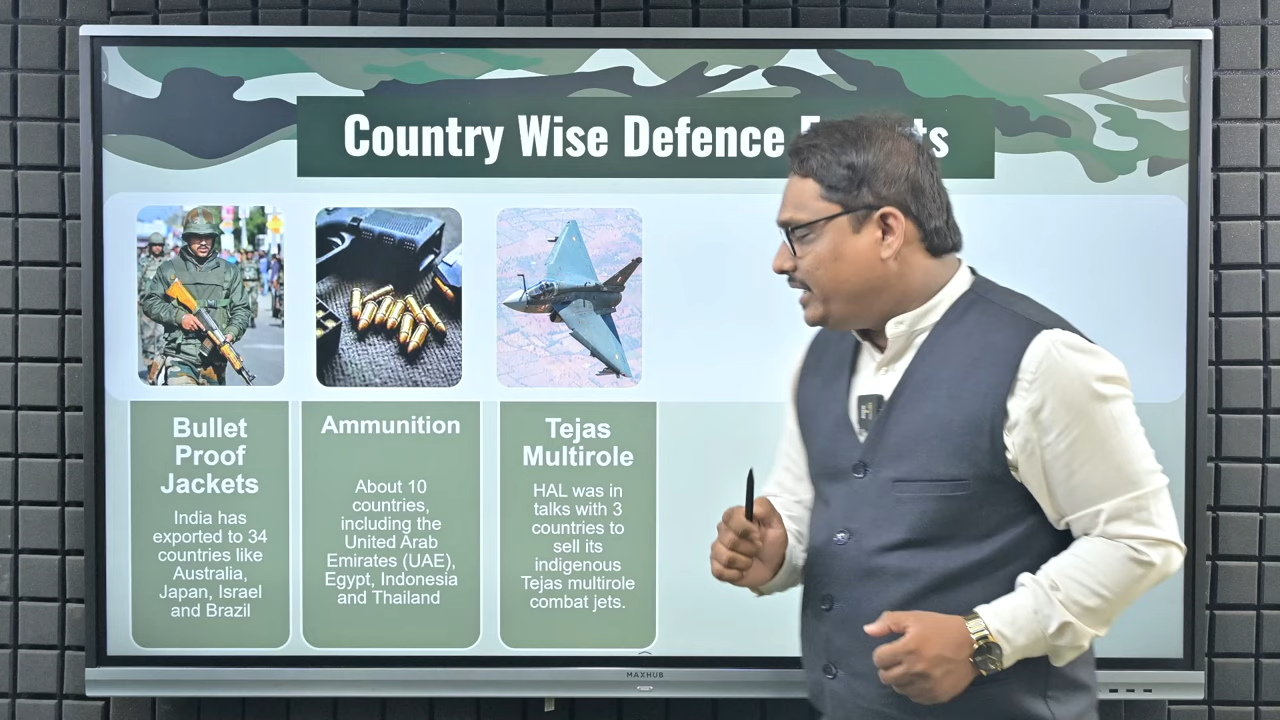 Country Wise Defence
Bullet
Proof
Jackets
India has
exported to 34
countries like
Australia,
Japan, Israel
and Brazil
Ammunition
About 10
countries,
including the
United Arab
Emirates (UAE),
Egypt, Indonesia
and Thailand
Tejas
Multirole
HAL was in
talks with 3
countries to
sell its
indigenous
Tejas multirole
combat jets.
MAXHUB